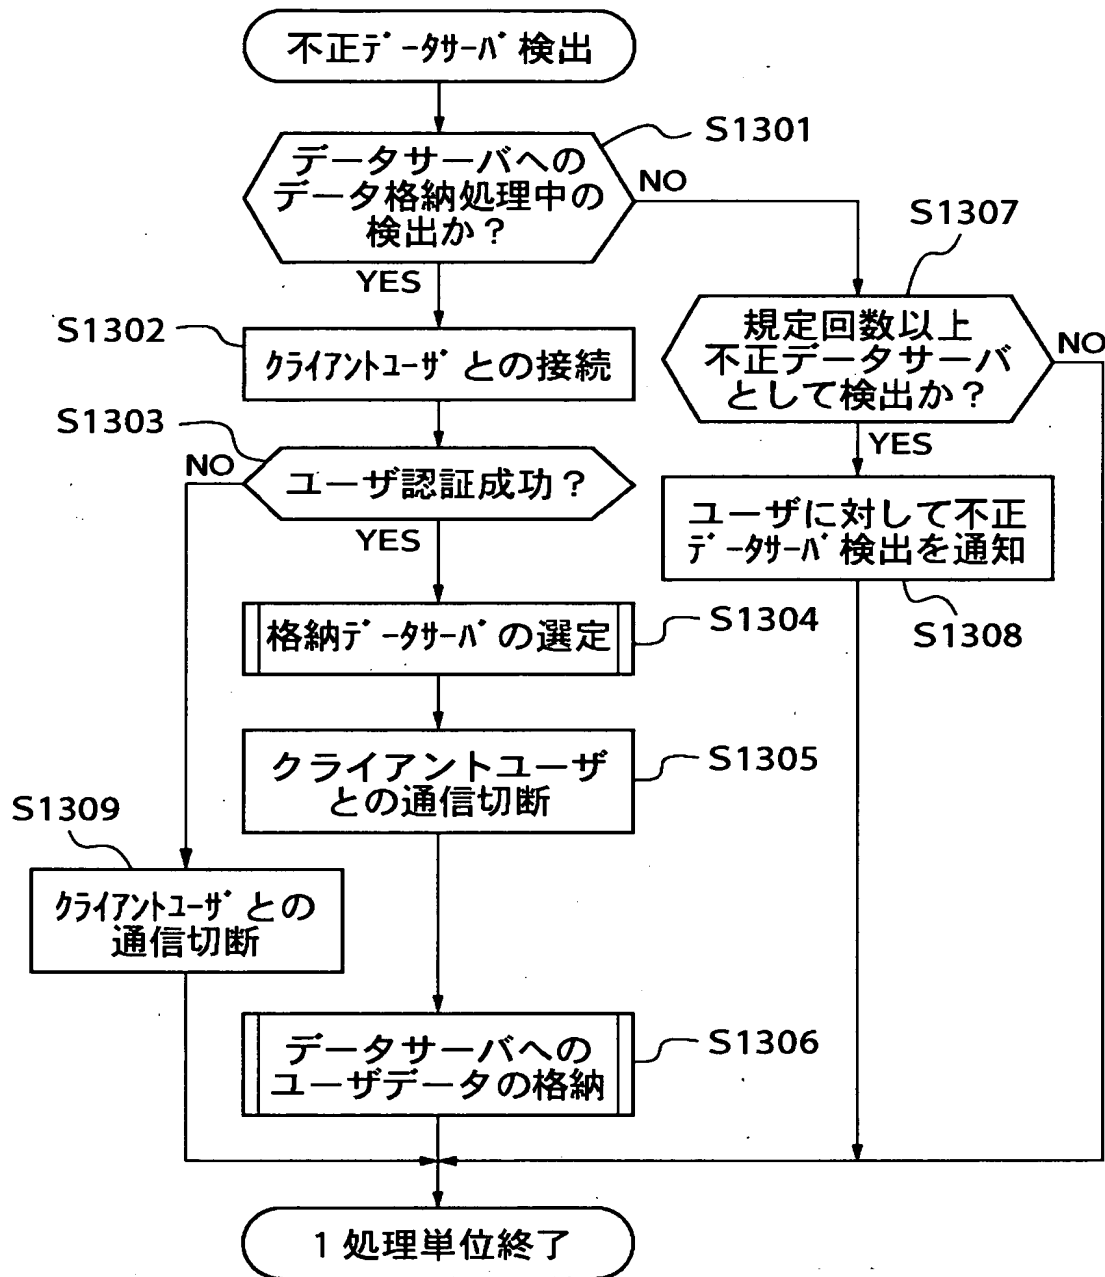 不正ﾃﾞｰﾀｻｰﾊﾞ検出
S1301
データサーバへの
データ格納処理中の
検出か？
NO
YES
S1307
規定回数以上
不正データサーバ
として検出か？
NO
YES
S1302
ｸﾗｲｱﾝﾄﾕｰｻﾞとの接続
S1303
NO
ユーザ認証成功？
YES
ユーザに対して不正
ﾃﾞｰﾀｻｰﾊﾞ検出を通知
S1308
格納ﾃﾞｰﾀｻｰﾊﾞの選定
S1304
クライアントユーザ
との通信切断
S1305
S1309
ｸﾗｲｱﾝﾄﾕｰｻﾞとの
通信切断
データサーバへの
ユーザデータの格納
S1306
1処理単位終了